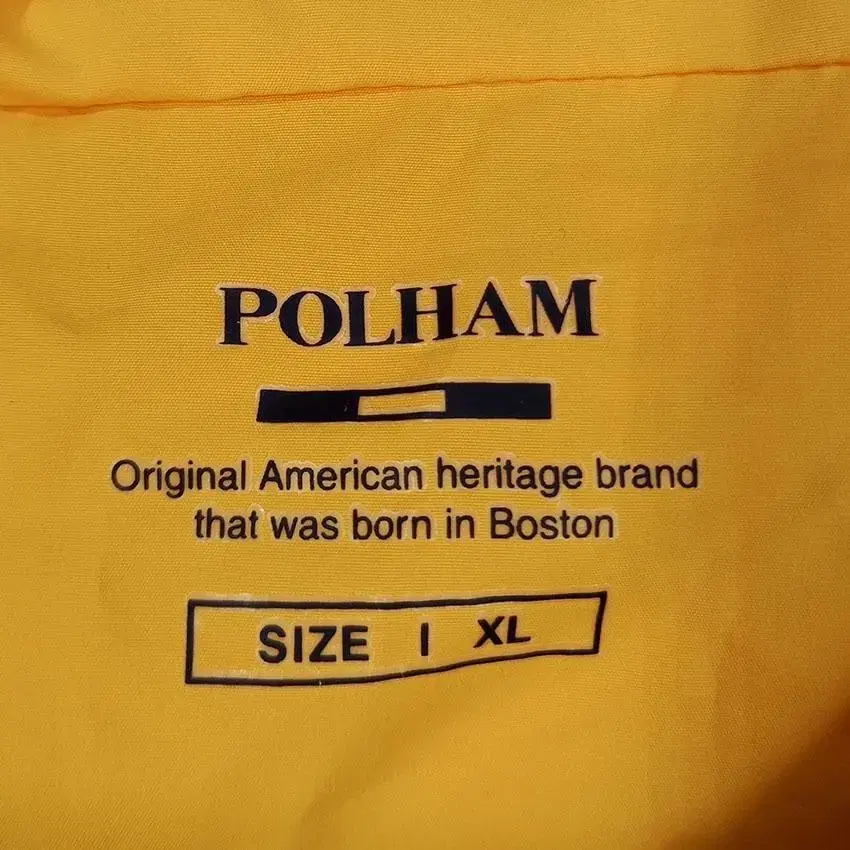 POLHAM
Original American heritage brand
that was born in Boston
SIZE | XL